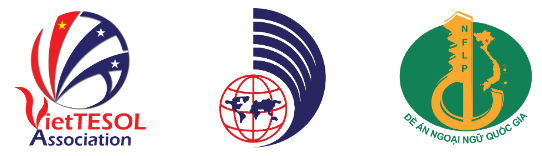 VietTESOL
Association
NFLP
ĐỀ ÁN NGOẠI NGỮ QUỐC GIA